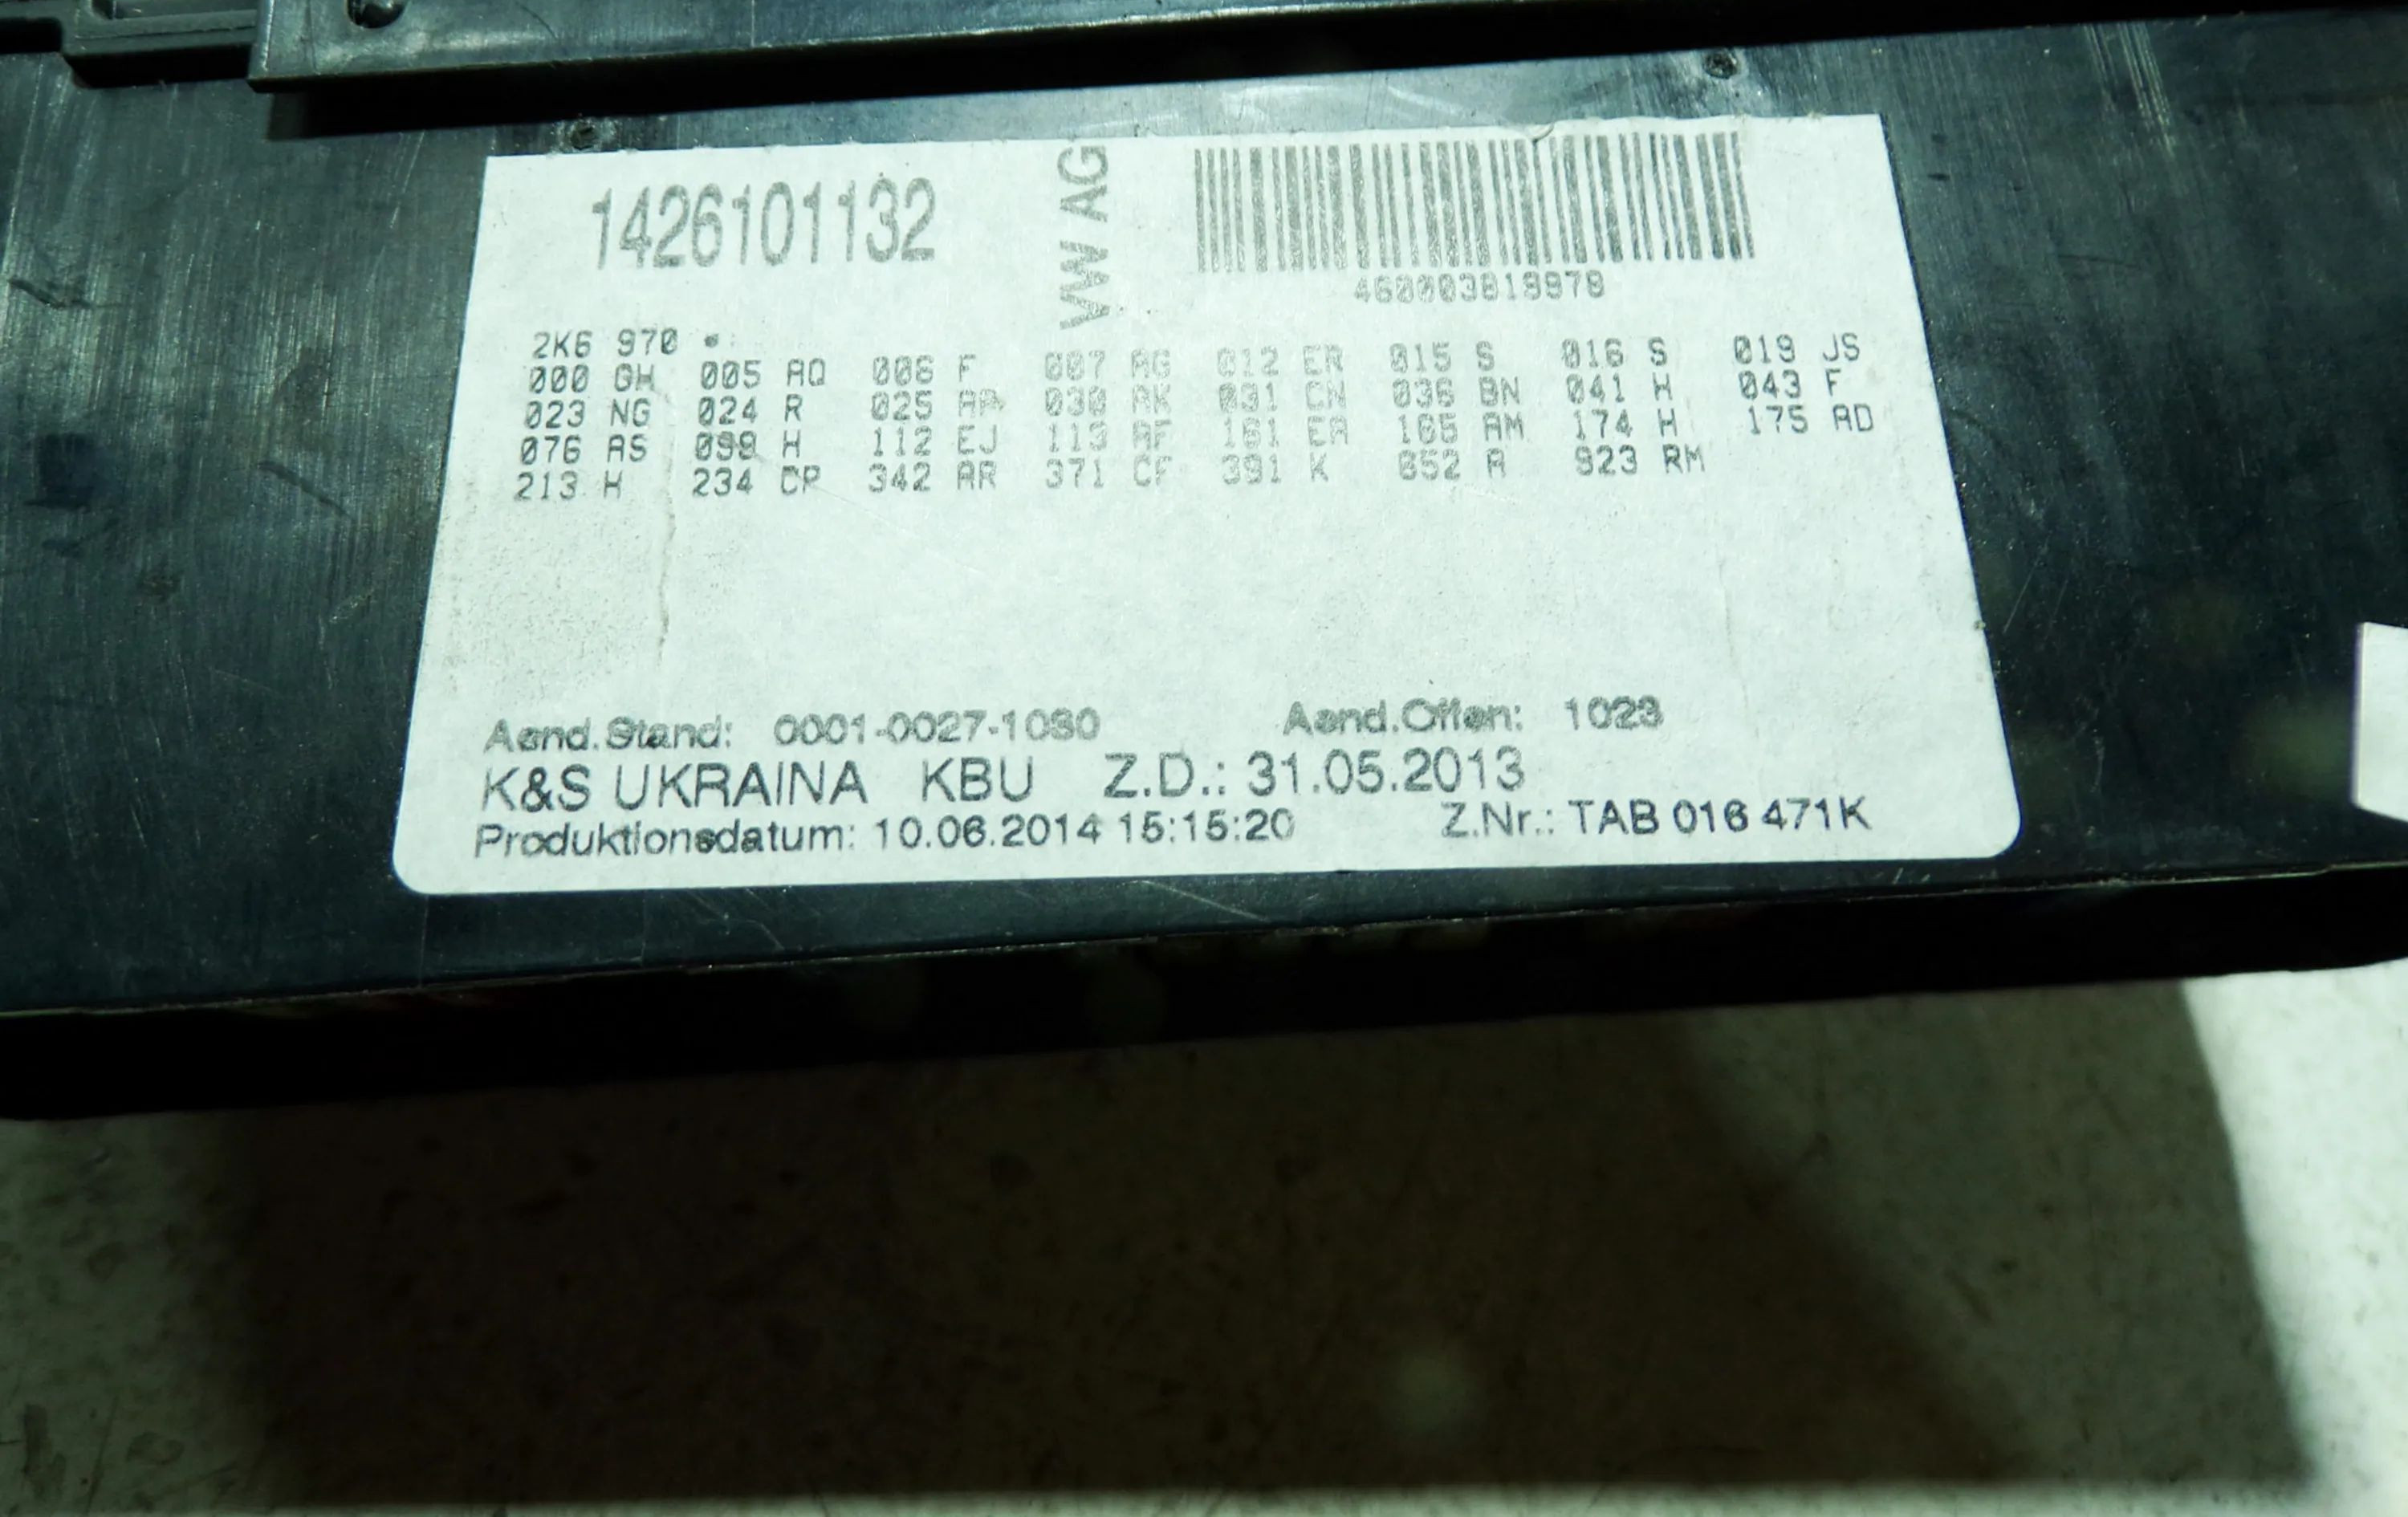 1426101132
VW AG
460003819979
2K6 970
000 GH 005 AQ 006 F 007 AG 012 ER 015 S 016 S 019 JS
023 NG 024 R 025 AP 030 AK 031 CN 036 BN 041 H 043 F
076 AS 099 H 112 EJ 113 AF 161 EA 165 AM 174 H 175 AD
213 H 234 CP 342 AR 371 CF 391 K 652 A 923 RM
Aend.Stand: 0001-0027-1030 Aend.Offen: 1023
K&S UKRAINA KBU Z.D.: 31.05.2013
Produktionsdatum: 10.06.2014 15:15:20 Z.Nr.: TAB 016 471K